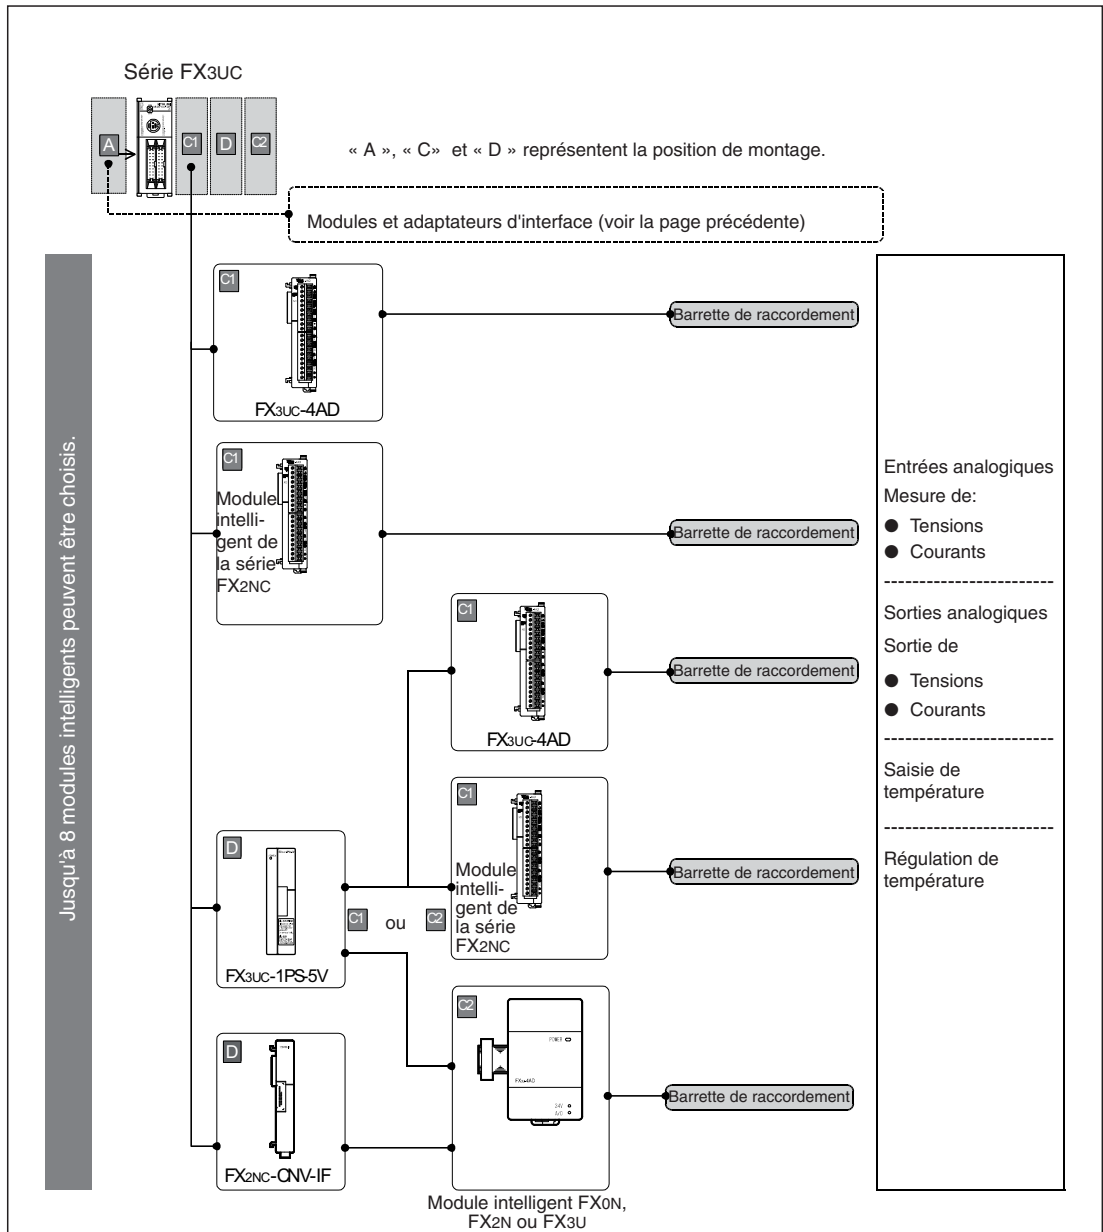 Série FX3UC
A
C1
D
C2
« A », « C» et « D » représentent la position de montage.
Modules et adaptateurs d'interface (voir la page précédente)
Jusqu'à 8 modules intelligents peuvent être choisis.
C1
FX3UC-4AD
Barrette de raccordement
C1
Module
intelli-
gent de
la série
FX2NC
Barrette de raccordement
C1
FX3UC-4AD
Barrette de raccordement
C1
Module
intelli-
gent de
la série
FX2NC
Barrette de raccordement
D
FX3UC-1PS-5V
C1 ou C2
D
FX2NC-CNV-IF
C2
POWER
FX2N-4AD
24V
A/D
Module intelligent FX0N,
FX2N ou FX3U
Barrette de raccordement
Entrées analogiques
Mesure de:
● Tensions
● Courants
Sorties analogiques
Sortie de
● Tensions
● Courants
Saisie de
température
Régulation de
température